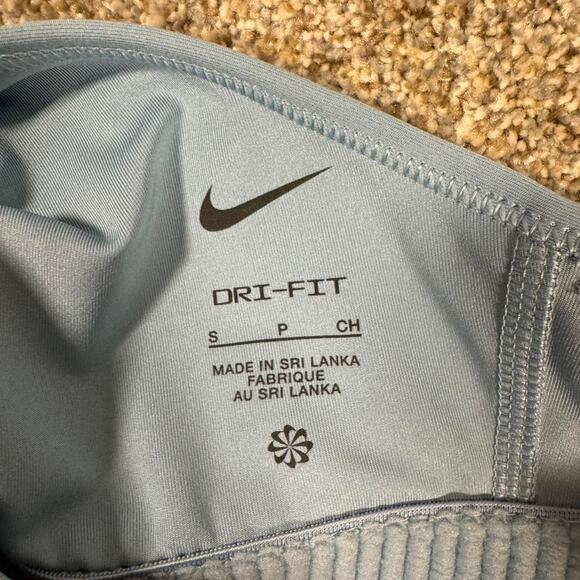 DRI-FIT
S P CH
MADE IN SRI LANKA
FABRIQUE
AU SRI LANKA